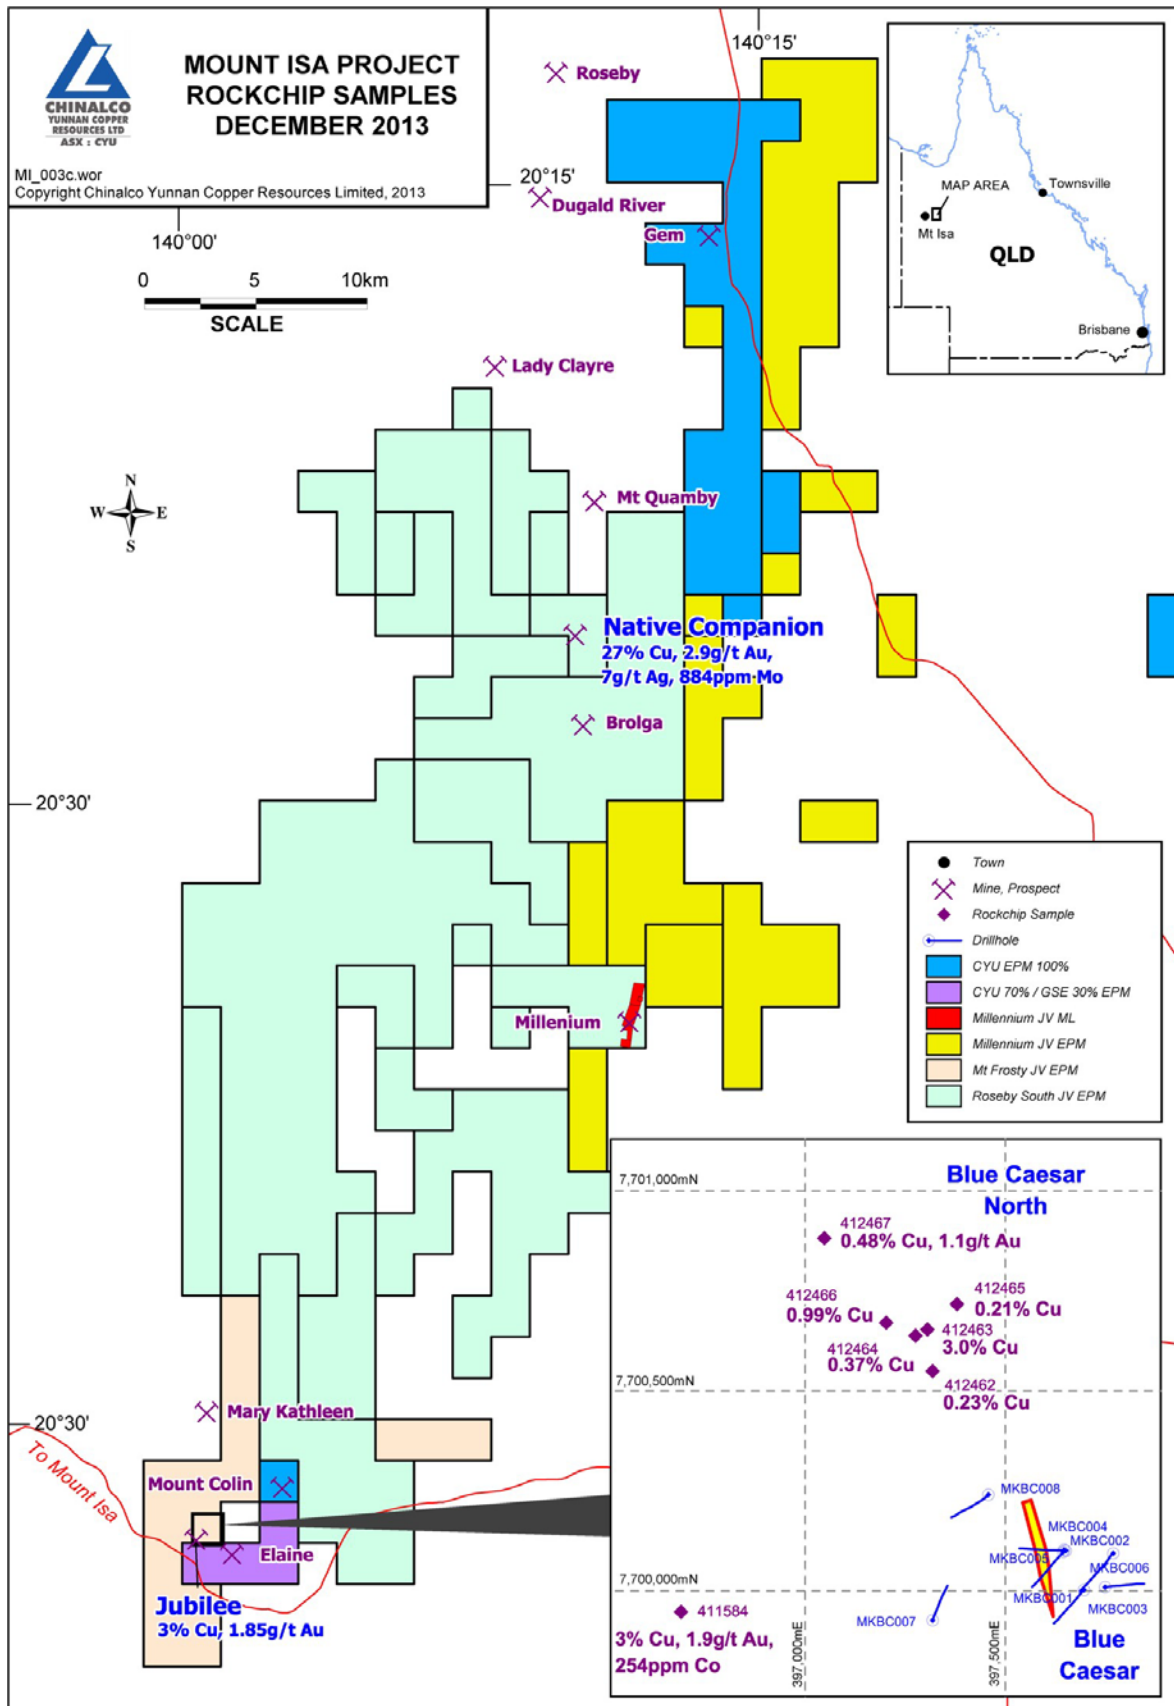 CHINALCO
YUNNAN COPPER
RESOURCES LTD
ASX : CYU
MOUNT ISA PROJECT
ROCKCHIP SAMPLES
DECEMBER 2013
MI_003c.wor
Copyright Chinalco Yunnan Copper Resources Limited, 2013
140°00'
0 5 10km
SCALE
140°15'
20°15'
Roseby
Dugald River
Gem
Lady Clayre
Mt Quamby
N
W E
S
Native Companion
27% Cu, 2.9g/t Au,
7g/t Ag, 884ppm Mo
Brolga
20°30'
Millenium
20°30'
Mary Kathleen
To Mount Isa
Mount Colin
Elaine
Jubilee
3% Cu, 1.85g/t Au
Townsville
MAP AREA
Mt Isa
QLD
Brisbane
Town
Mine, Prospect
Rockchip Sample
Drillhole
CYU EPM 100%
CYU 70% / GSE 30% EPM
Millennium JV ML
Millennium JV EPM
Mt Frosty JV EPM
Roseby South JV EPM
7,701,000mN
Blue Caesar
North
412467
0.48% Cu, 1.1g/t Au
412466
0.99% Cu
412465
0.21% Cu
412463
3.0% Cu
412464
0.37% Cu
412462
0.23% Cu
7,700,500mN
MKBC008
MKBC004
MKBC002
MKBC005
MKBC006
MKBC001
MKBC003
MKBC007
7,700,000mN
411584
3% Cu, 1.9g/t Au,
254ppm Co
397,000mE
397,500mE
Blue
Caesar